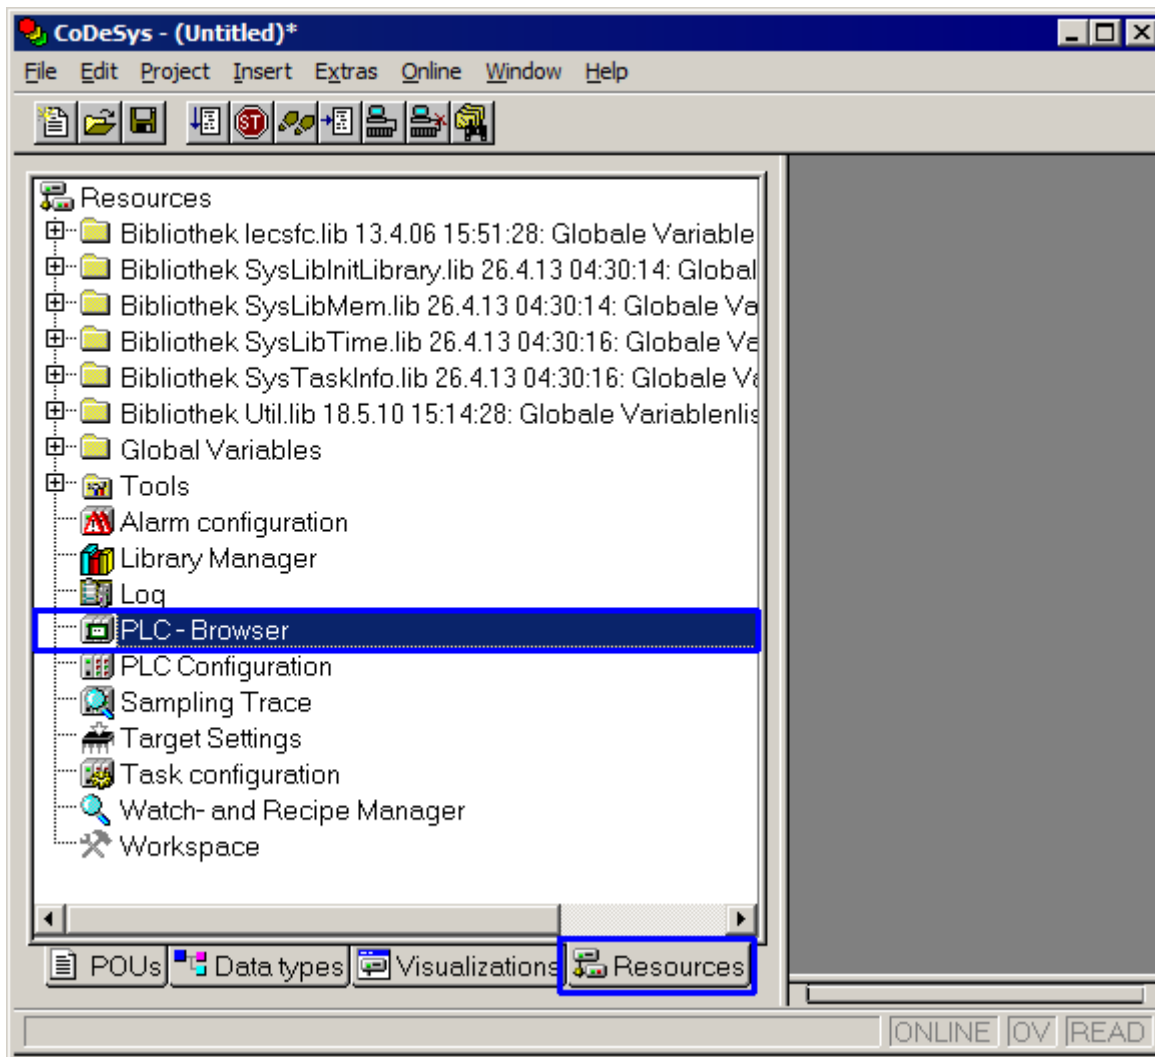 CoDeSys - (Untitled)*
File Edit Project Insert Extras Online Window Help
ST
Resources
Bibliothek Iecsfc.lib 13.4.06 15:51:28: Globale Variable
Bibliothek SysLibInitLibrary.lib 26.4.13 04:30:14: Global
Bibliothek SysLibMem.lib 26.4.13 04:30:14: Globale Va
Bibliothek SysLibTime.lib 26.4.13 04:30:16: Globale Va
Bibliothek SysTaskInfo.lib 26.4.13 04:30:16: Globale Va
Bibliothek Util.lib 18.5.10 15:14:28: Globale Variablenlis
Global Variables
Tools
Alarm configuration
Library Manager
Log
PLC - Browser
PLC Configuration
Sampling Trace
Target Settings
Task configuration
Watch- and Recipe Manager
Workspace
POUs Data types Visualizations Resources
ONLINE OV READ